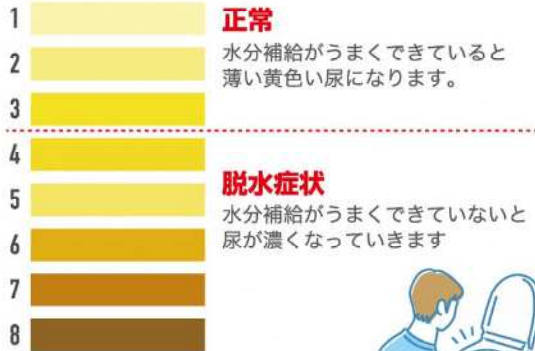 1
正常
2
水分補給がうまくできていると
薄い黄色い尿になります。
3
4
5
脱水症状
水分補給がうまくできていないと
尿が濃くなっていきます
6
7
8